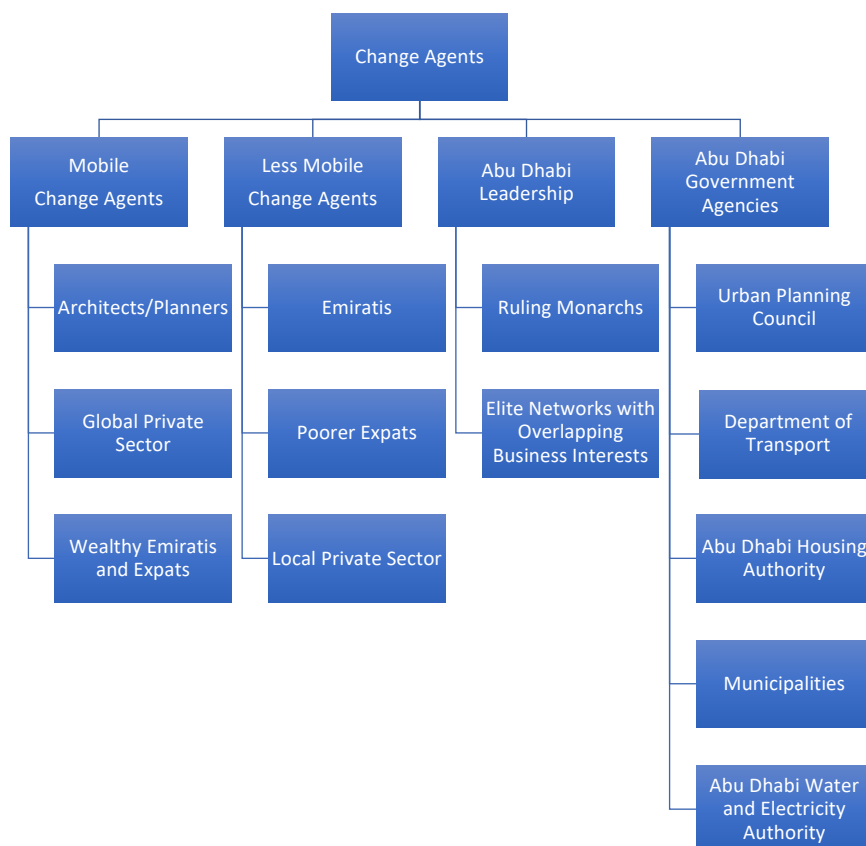 Change Agents
Mobile
Change Agents
Less Mobile
Change Agents
Abu Dhabi
Leadership
Abu Dhabi
Government
Agencies
Architects/Planners
Global Private
Sector
Wealthy Emiratis
and Expats
Emiratis
Poorer Expats
Local Private Sector
Ruling Monarchs
Elite Networks with
Overlapping
Business Interests
Urban Planning
Council
Department of
Transport
Abu Dhabi Housing
Authority
Municipalities
Abu Dhabi Water
and Electricity
Authority